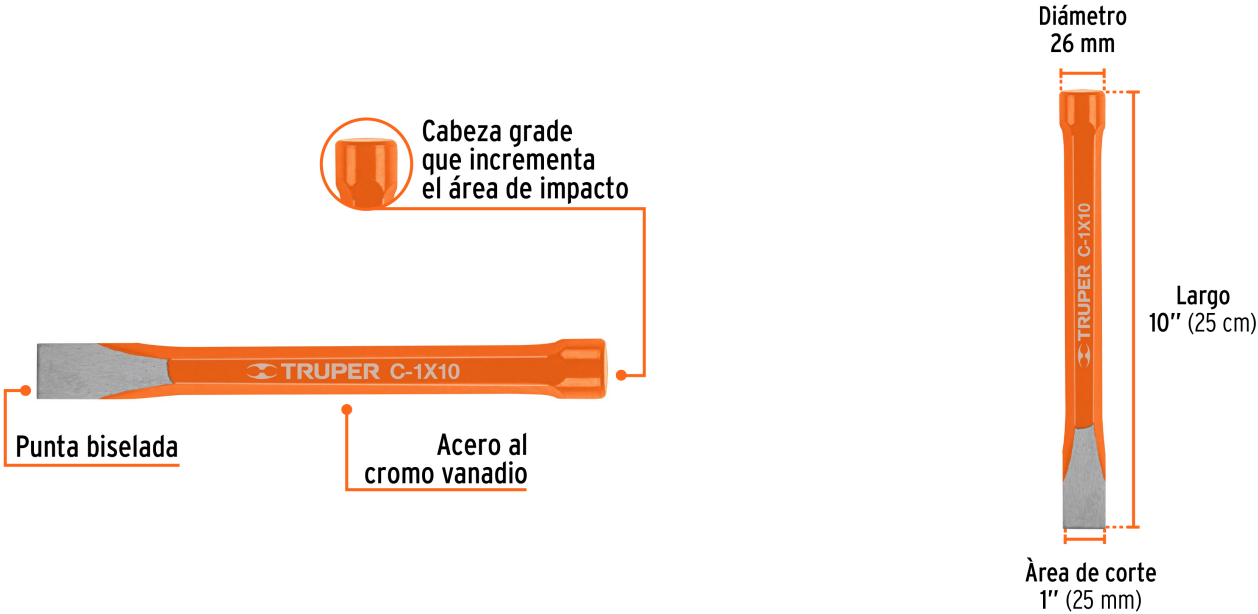 Cabeza grade
que incrementa
el área de impacto
TRUPER C-1X10
Punta biselada
Acero al
cromo vanadio
Diámetro
26 mm
TRUPER C-1X10
Largo
10” (25 cm)
Àrea de corte
1” (25 mm)